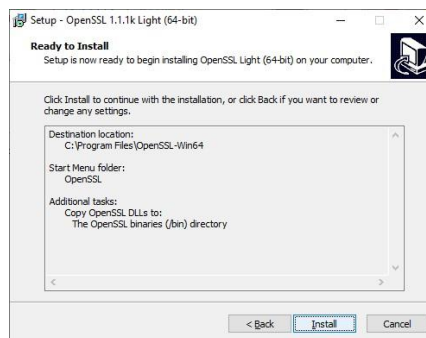 Setup - OpenSSL 1.1.1k Light (64-bit)
Ready to Install
Setup is now ready to begin installing OpenSSL Light (64-bit) on your computer.
Click Install to continue with the installation, or click Back if you want to review or
change any settings.
Destination location:
C:\Program Files\OpenSSL-Win64
Start Menu folder:
OpenSSL
Additional tasks:
Copy OpenSSL DLLs to:
The OpenSSL binaries (/bin) directory
< Back
Install
Cancel